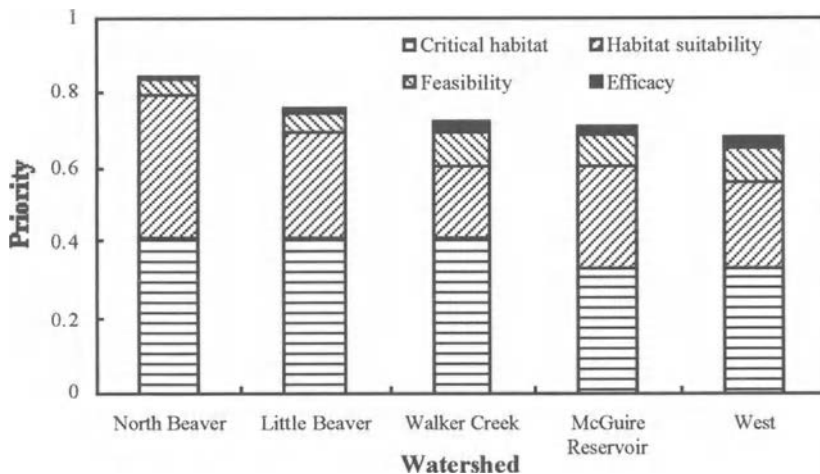 1
0.8
0.6
0.4
0.2
0
Priority
Critical habitat
Habitat suitability
Feasibility
Efficacy
North Beaver
Little Beaver
Walker Creek
McGuire
Reservoir
West
Watershed